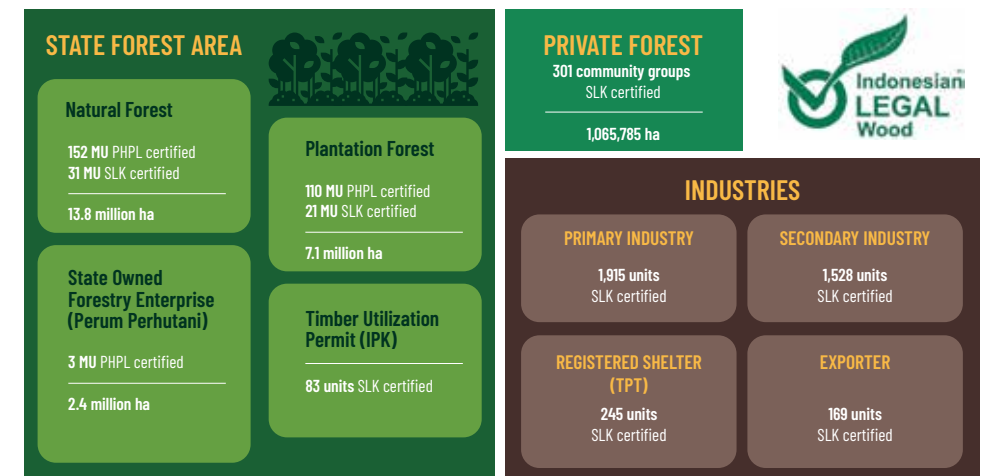 STATE FOREST AREA
Natural Forest
152 MU PHPL certified
31 MU SLK certified
13.8 million ha
Plantation Forest
110 MU PHPL certified
21 MU SLK certified
7.1 million ha
State Owned
Forestry Enterprise
(Perum Perhutani)
3 MU PHPL certified
2.4 million ha
Timber Utilization
Permit (IPK)
83 units SLK certified
PRIVATE FOREST
301 community groups
SLK certified
1,065,785 ha
Indonesian
LEGAL
Wood
INDUSTRIES
PRIMARY INDUSTRY
1,915 units
SLK certified
SECONDARY INDUSTRY
1,528 units
SLK certified
REGISTERED SHELTER
(TPT)
245 units
SLK certified
EXPORTER
169 units
SLK certified